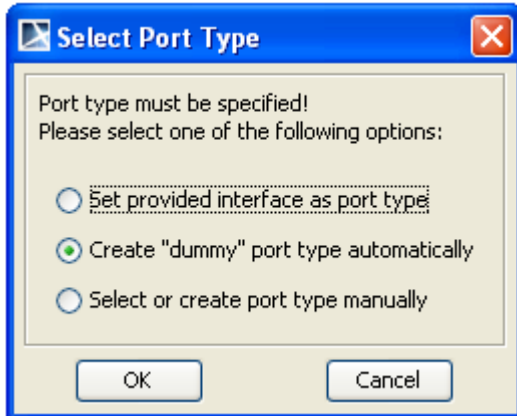 Select Port Type
Port type must be specified!
Please select one of the following options:
Set provided interface as port type
Create "dummy" port type automatically
Select or create port type manually
OK
Cancel